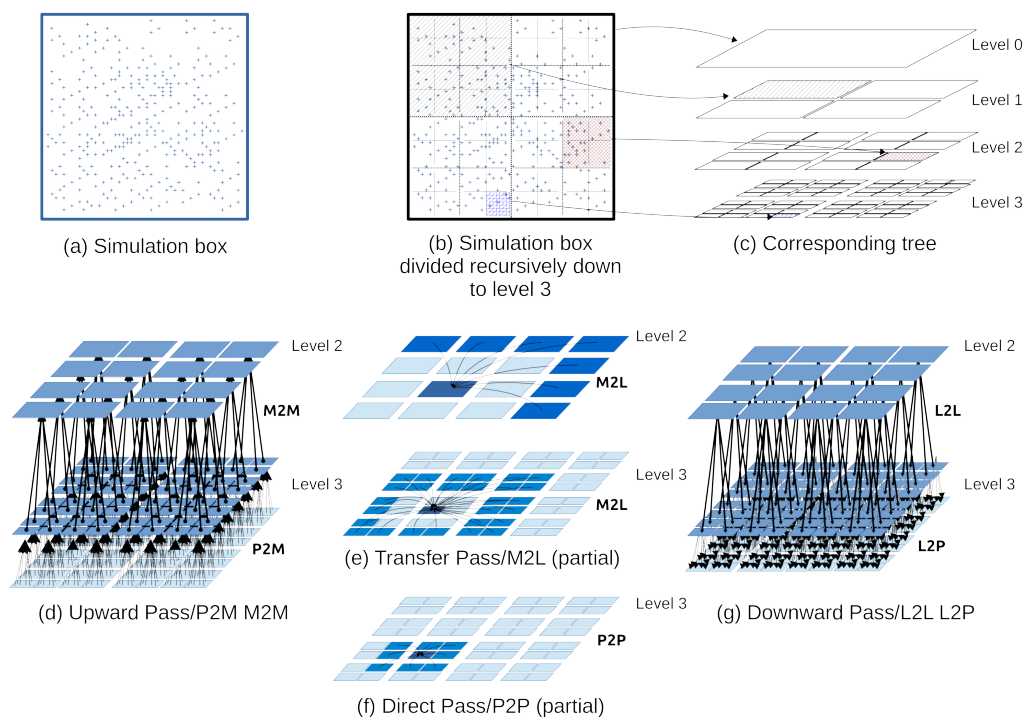 Level 0
Level 1
Level 2
Level 3
(a) Simulation box
(b) Simulation box
divided recursively down
to level 3
(c) Corresponding tree
Level 2
M2M
Level 3
P2M
(d) Upward Pass/P2M M2M
Level 2
M2L
Level 3
M2L
(e) Transfer Pass/M2L (partial)
Level 3
P2P
(f) Direct Pass/P2P (partial)
Level 2
L2L
Level 3
L2P
(g) Downward Pass/L2L L2P